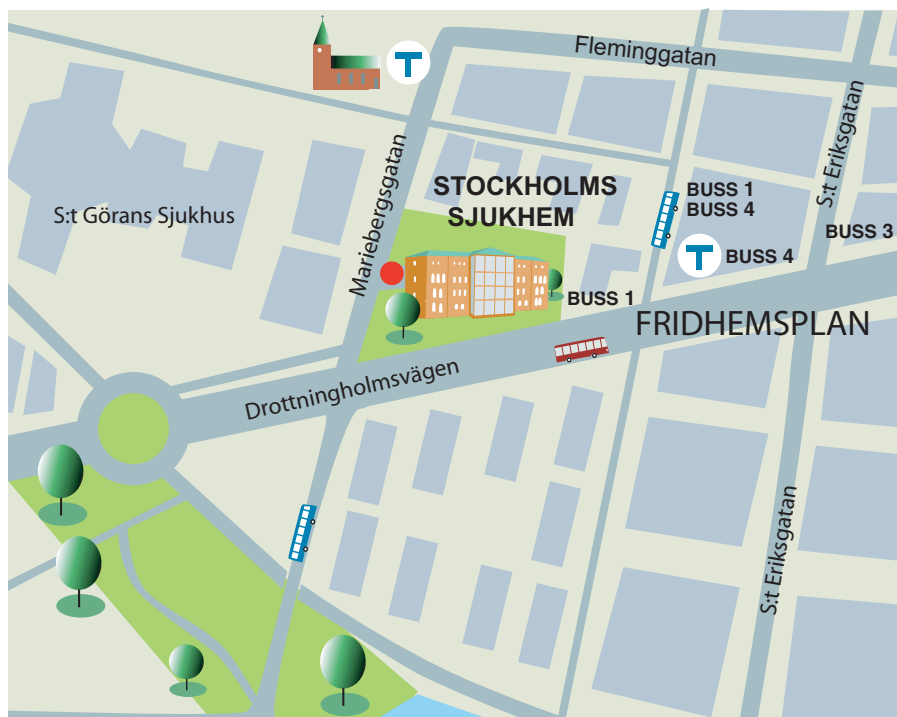 Fleminggatan
S:t Eriksgatan
Mariebergsgatan
STOCKHOLMS
SJUKHEM
BUSS 1
BUSS 4
S:t Görans Sjukhus
BUSS 3
T
T
BUSS 4
BUSS 1
FRIDHEMSPLAN
Drottningholmsvägen
S:t Eriksgatan